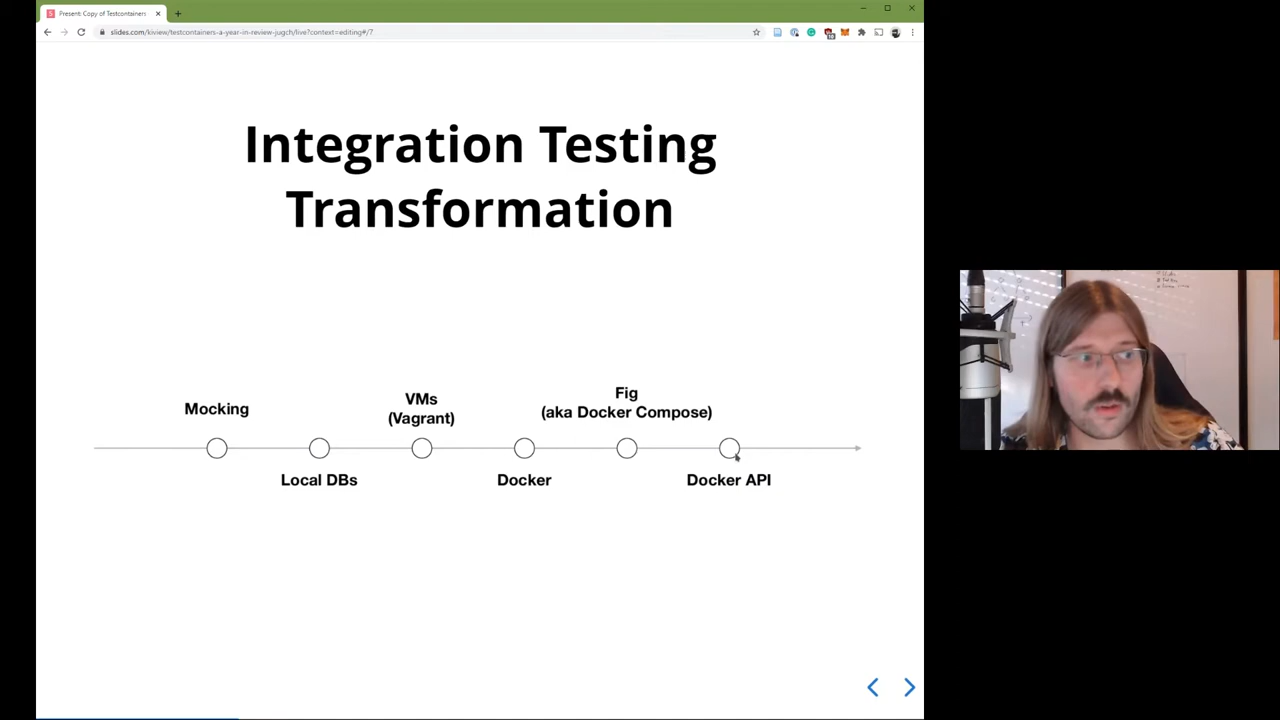 Present: Copy of Testcontainers
slides.com/kiview/testcontainers-a-year-in-review-jugch/live?context=editing#/7
Integration Testing
Transformation
Mocking
Local DBs
VMs
(Vagrant)
Docker
Fig
(aka Docker Compose)
Docker API